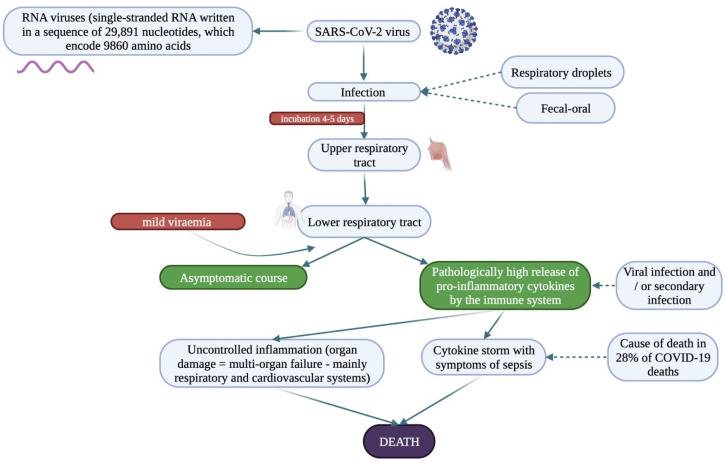 RNA viruses (single-stranded RNA written
in a sequence of 29,891 nucleotides, which
encode 9860 amino acids
SARS-CoV-2 virus
Infection
Respiratory droplets
Fecal-oral
incubation 4-5 days
Upper respiratory
tract
mild viraemia
Lower respiratory tract
Asymptomatic course
Pathologically high release of
pro-inflammatory cytokines
by the immune system
Viral infection and
/ or secondary
infection
Uncontrolled inflammation (organ
damage = multi-organ failure - mainly
respiratory and cardiovascular systems)
Cytokine storm with
symptoms of sepsis
Cause of death in
28% of COVID-19
deaths
DEATH